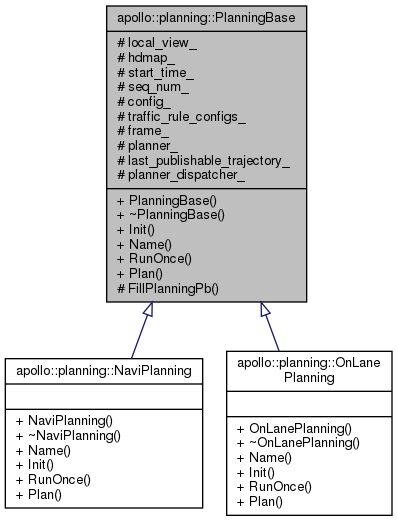 apollo::planning::PlanningBase
# local_view_
# hdmap_
# start_time_
# seq_num_
# config_
# traffic_rule_configs_
# frame_
# planner_
# last_publishable_trajectory_
# planner_dispatcher_
+ PlanningBase()
+ ~PlanningBase()
+ Init()
+ Name()
+ RunOnce()
+ Plan()
# FillPlanningPb()
apollo::planning::NaviPlanning
+ NaviPlanning()
+ ~NaviPlanning()
+ Name()
+ Init()
+ RunOnce()
+ Plan()
apollo::planning::OnLane
Planning
+ OnLanePlanning()
+ ~OnLanePlanning()
+ Name()
+ Init()
+ RunOnce()
+ Plan()